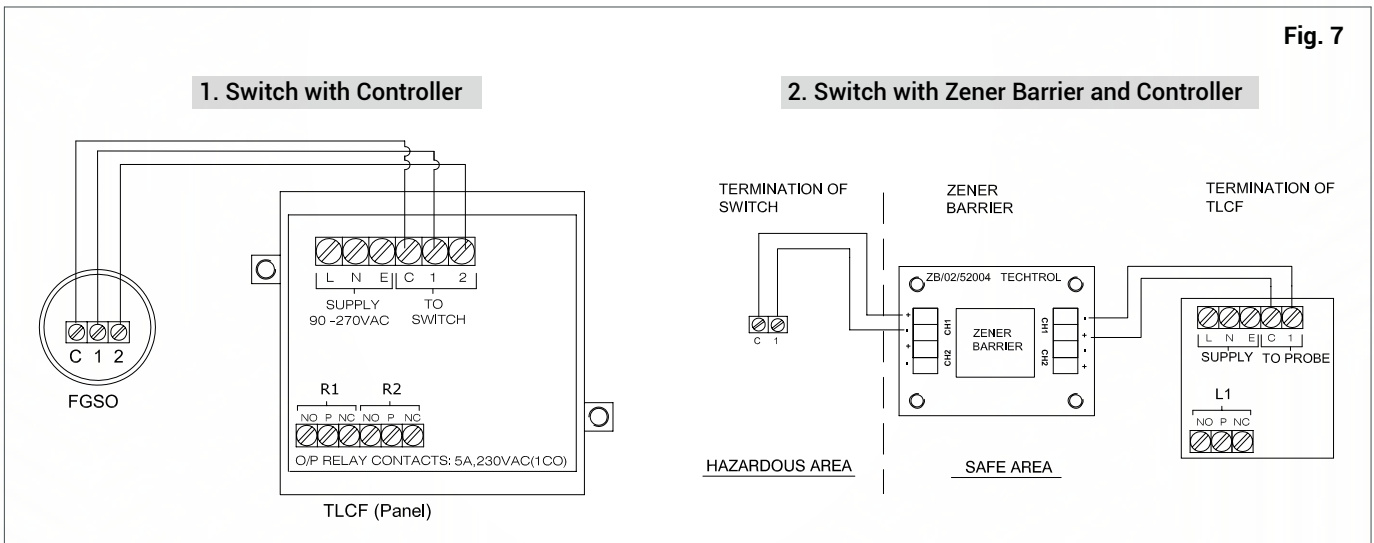 Fig. 7
1. Switch with Controller
L N E C 1 2
SUPPLY
90 -270VAC
TO
SWITCH
C 1 2
FGSO
R1 R2
NO P NC NO P NC
O/P RELAY CONTACTS: 5A,230VAC(1CO)
TLCF (Panel)
2. Switch with Zener Barrier and Controller
TERMINATION OF
SWITCH
C 1
HAZARDOUS AREA
ZENER
BARRIER
ZB/02/52004 TECHTROL
+
-
+
-
CH1
CH2
ZENER
BARRIER
CH1
CH2
-
+
-
+
SAFE AREA
TERMINATION OF
TLCF
L N E C 1
SUPPLY TO PROBE
L1
NO P NC